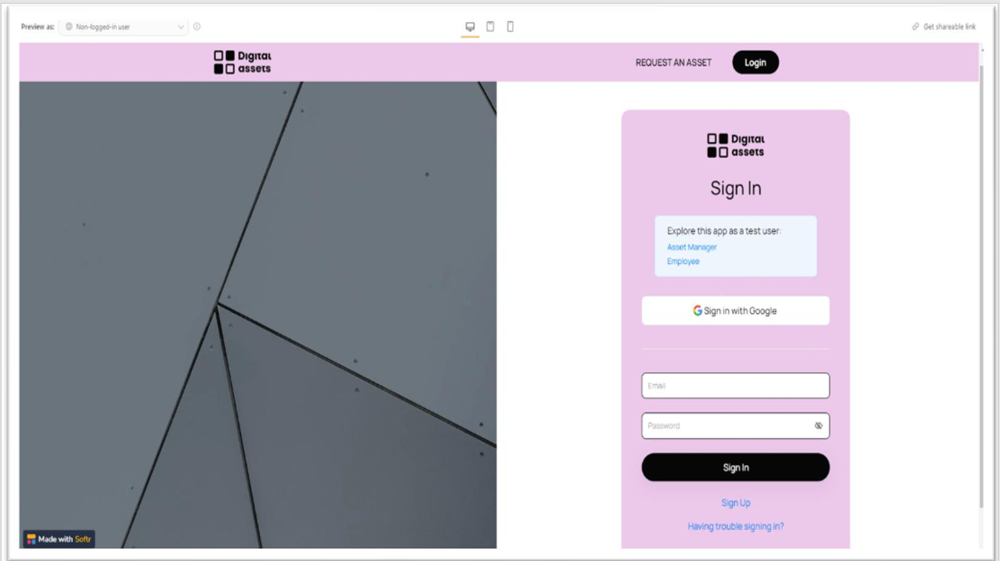 Preview as: Non-logged-in user
Get shareable link
Digital
assets
REQUEST AN ASSET
Login
Digital
assets
Sign In
Explore this app as a test user:
Asset Manager
Employee
Sign in with Google
Email
Password
Sign In
Sign Up
Having trouble signing in?
Made with Softr